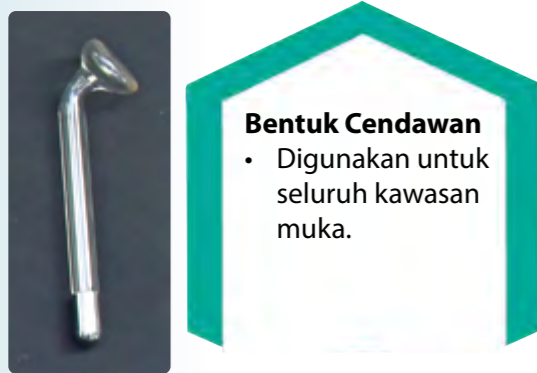 Bentuk Cendawan
• Digunakan untuk
seluruh kawasan
muka.